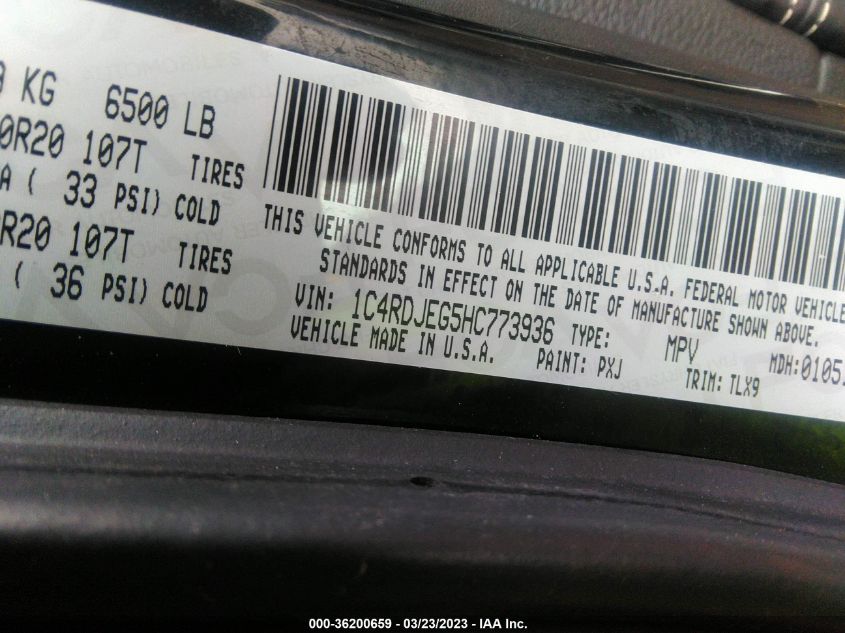 KG 6500 LB
0R20 107T TIRES
A ( 33 PSI) COLD
R20 107T TIRES
( 36 PSI) COLD
THIS VEHICLE CONFORMS TO ALL APPLICABLE U.S.A. FEDERAL MOTOR VEHICLE
STANDARDS IN EFFECT ON THE DATE OF MANUFACTURE SHOWN ABOVE.
VIN: 1C4RDJEG5HC773936 TYPE: MPV MDH:0105
VEHICLE MADE IN U.S.A. PAINT: PXJ TRIM: TLX9
000-36200659 - 03/23/2023 - IAA Inc.